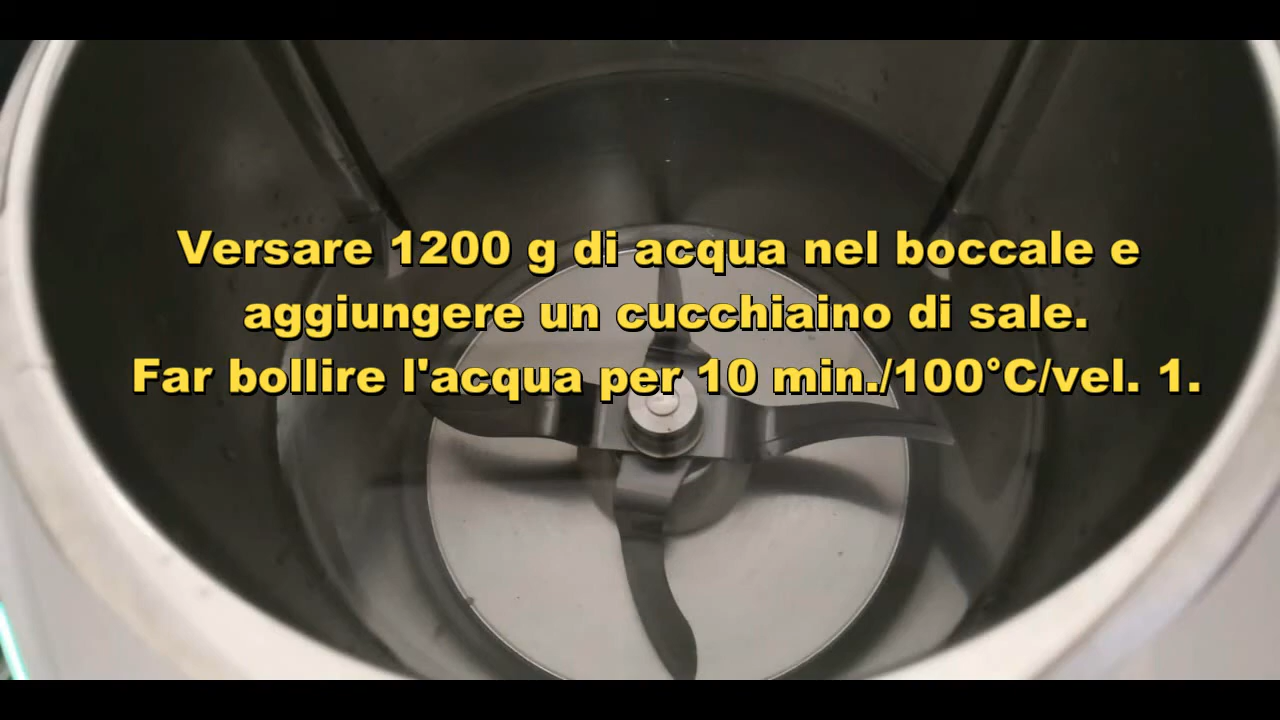 Versare 1200 g di acqua nel boccale e
aggiungere un cucchiaino di sale.
Far bollire l'acqua per 10 min./100°C/vel. 1.